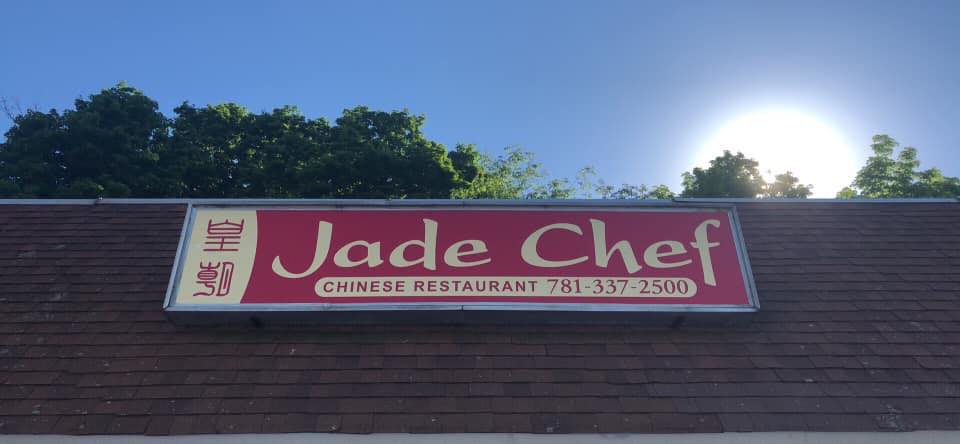 皇朝
Jade Chef
CHINESE RESTAURANT 781-337-2500